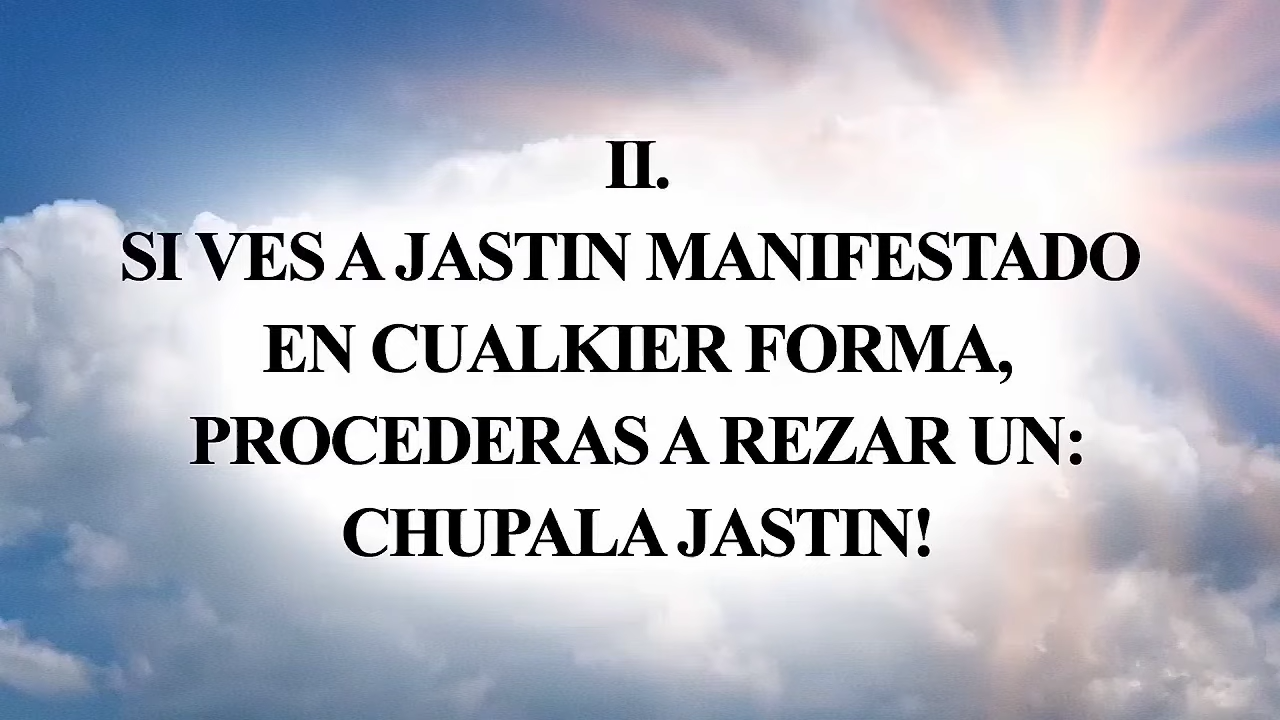 II.
SI VES A JASTIN MANIFESTADO
EN CUALKIER FORMA,
PROCEDERAS A REZAR UN:
CHUPALA JASTIN!